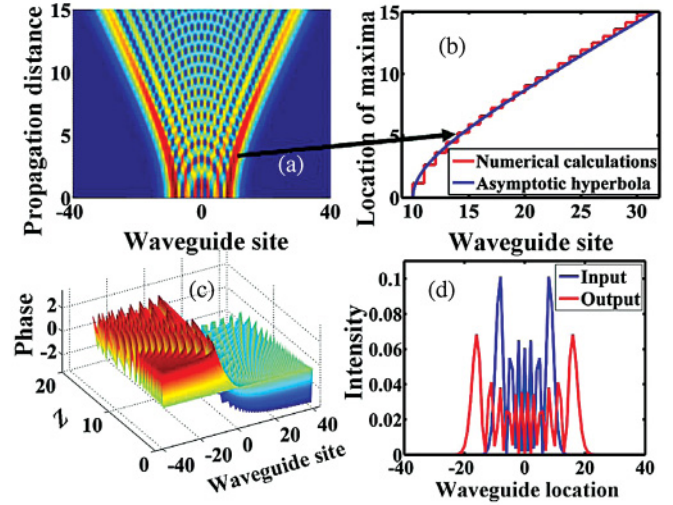 Propagation distance
15
10
5
0
-40
0
40
Waveguide site
(a)
Location of maxima
15
10
5
0
10
15
20
25
30
Waveguide site
(b)
Numerical calculations
Asymptotic hyperbola
(c)
Phase
2
0
-2
20
10
0
Z
-40
-20
0
20
40
Waveguide site
(d)
Intensity
0.1
0.08
0.06
0.04
0.02
0
-40
-20
0
20
40
Waveguide location
Input
Output